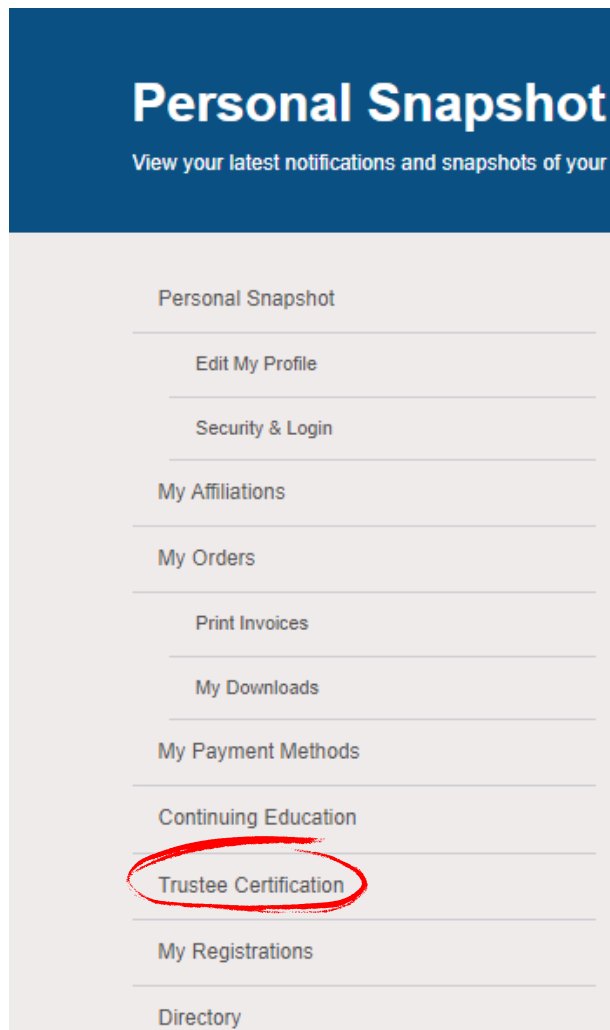 Personal Snapshot
View your latest notifications and snapshots of your
Personal Snapshot
Edit My Profile
Security & Login
My Affiliations
My Orders
Print Invoices
My Downloads
My Payment Methods
Continuing Education
Trustee Certification
My Registrations
Directory